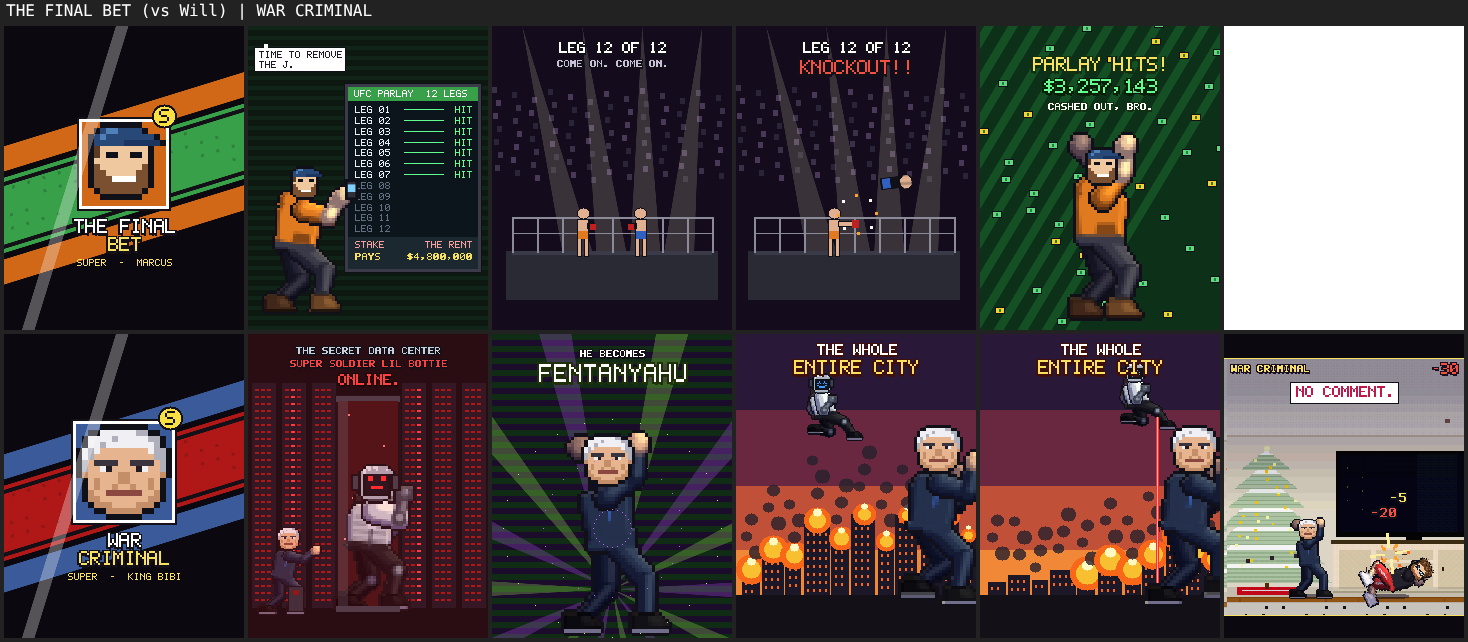 THE FINAL BET (vs Will) | WAR CRIMINAL
S
THE FINAL
BET
SUPER - MARCUS
TIME TO REMOVE
THE J.
UFC PARLAY 12 LEGS
LEG 01 HIT
LEG 02 HIT
LEG 03 HIT
LEG 04 HIT
LEG 05 HIT
LEG 06 HIT
LEG 07 HIT
LEG 08
LEG 09
LEG 10
LEG 11
LEG 12
STAKE THE RENT
PAYS $4,800,000
LEG 12 OF 12
COME ON. COME ON.
LEG 12 OF 12
KNOCKOUT!!
PARLAY HITS!
$3,257,143
CASHED OUT, BRO.
S
WAR
CRIMINAL
SUPER - KING BIBI
THE SECRET DATA CENTER
SUPER SOLDIER LIL BOTTIE
ONLINE.
HE BECOMES
FENTANYAHU
THE WHOLE
ENTIRE CITY
THE WHOLE
ENTIRE CITY
WAR CRIMINAL
-30
NO COMMENT.
-5
-20